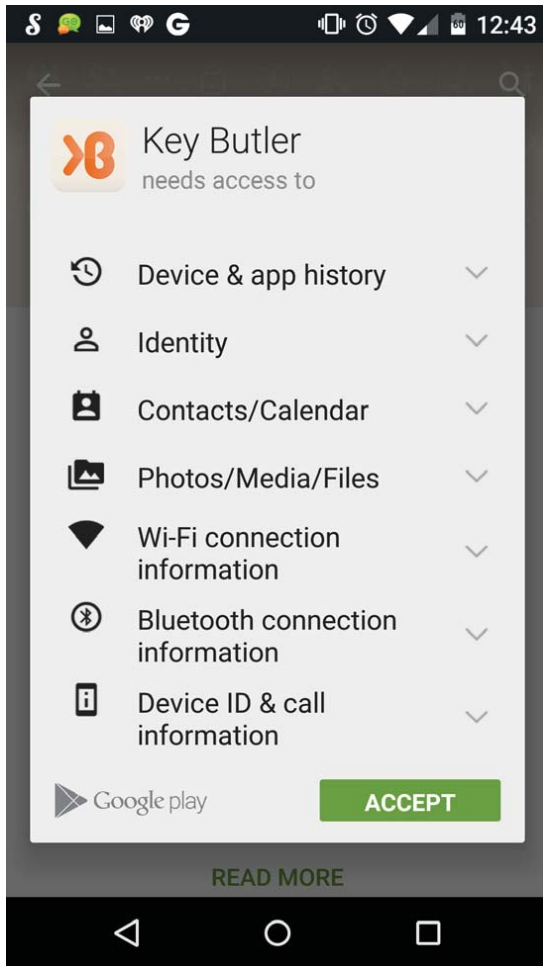 12:43
Key Butler
needs access to
Device & app history
Identity
Contacts/Calendar
Photos/Media/Files
Wi-Fi connection
information
Bluetooth connection
information
Device ID & call
information
Google play
ACCEPT
READ MORE